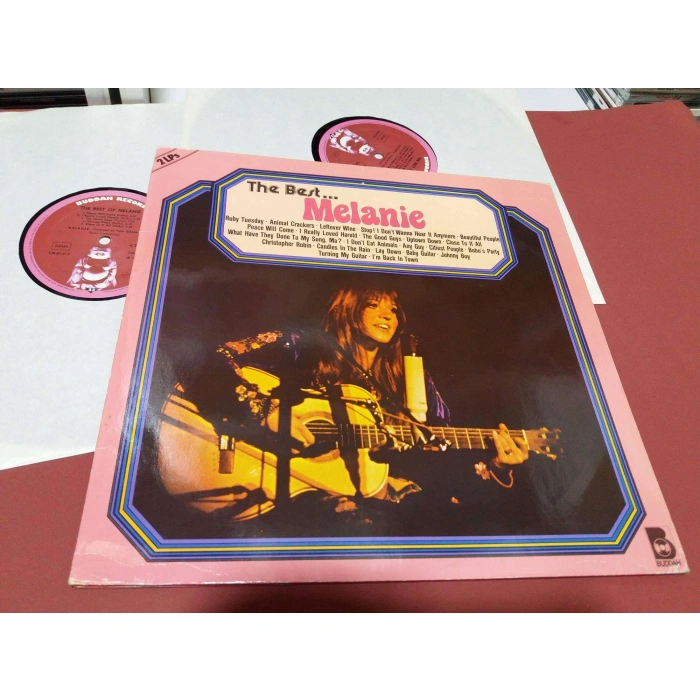 2 LPs
The Best...
Melanie
Ruby Tuesday · Animal Crackers · Leftover Wine · Stop! I Don't Wanna Hear It Anymore · Beautiful People
Peace Will Come · I Really Loved Harold · The Good Guys · Uptown Down · Close To It All
What Have They Done To My Song, Ma? · I Don't Eat Animals · Any Guy · Citiest People · Bobo's Party
Christopher Robin · Candles In The Rain · Lay Down · Baby Guitar · Johnny Boy
Turning My Guitar · I'm Back In Town
BUDDAH
BUDDAH RECORDS
THE BEST OF MELANIE